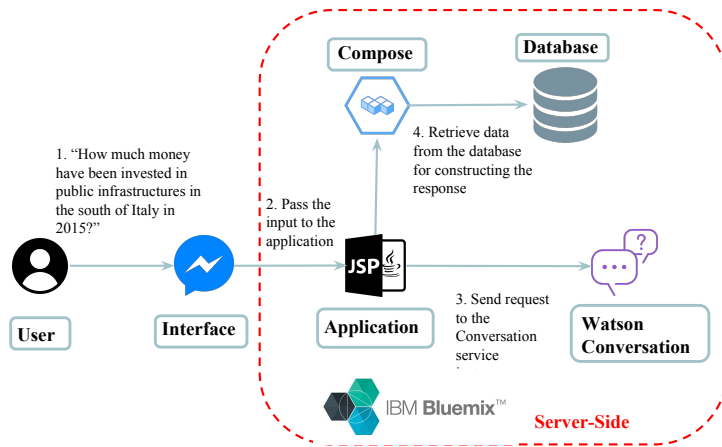 Compose
Database
1. “How much money
have been invested in
public infrastructures in
the south of Italy in
2015?”
4. Retrieve data
from the database
for constructing the
response
2. Pass the
input to the
application
JSP
?
User
Interface
Application
3. Send request
to the
Conversation
service
Watson
Conversation
IBM Bluemix™
Server-Side